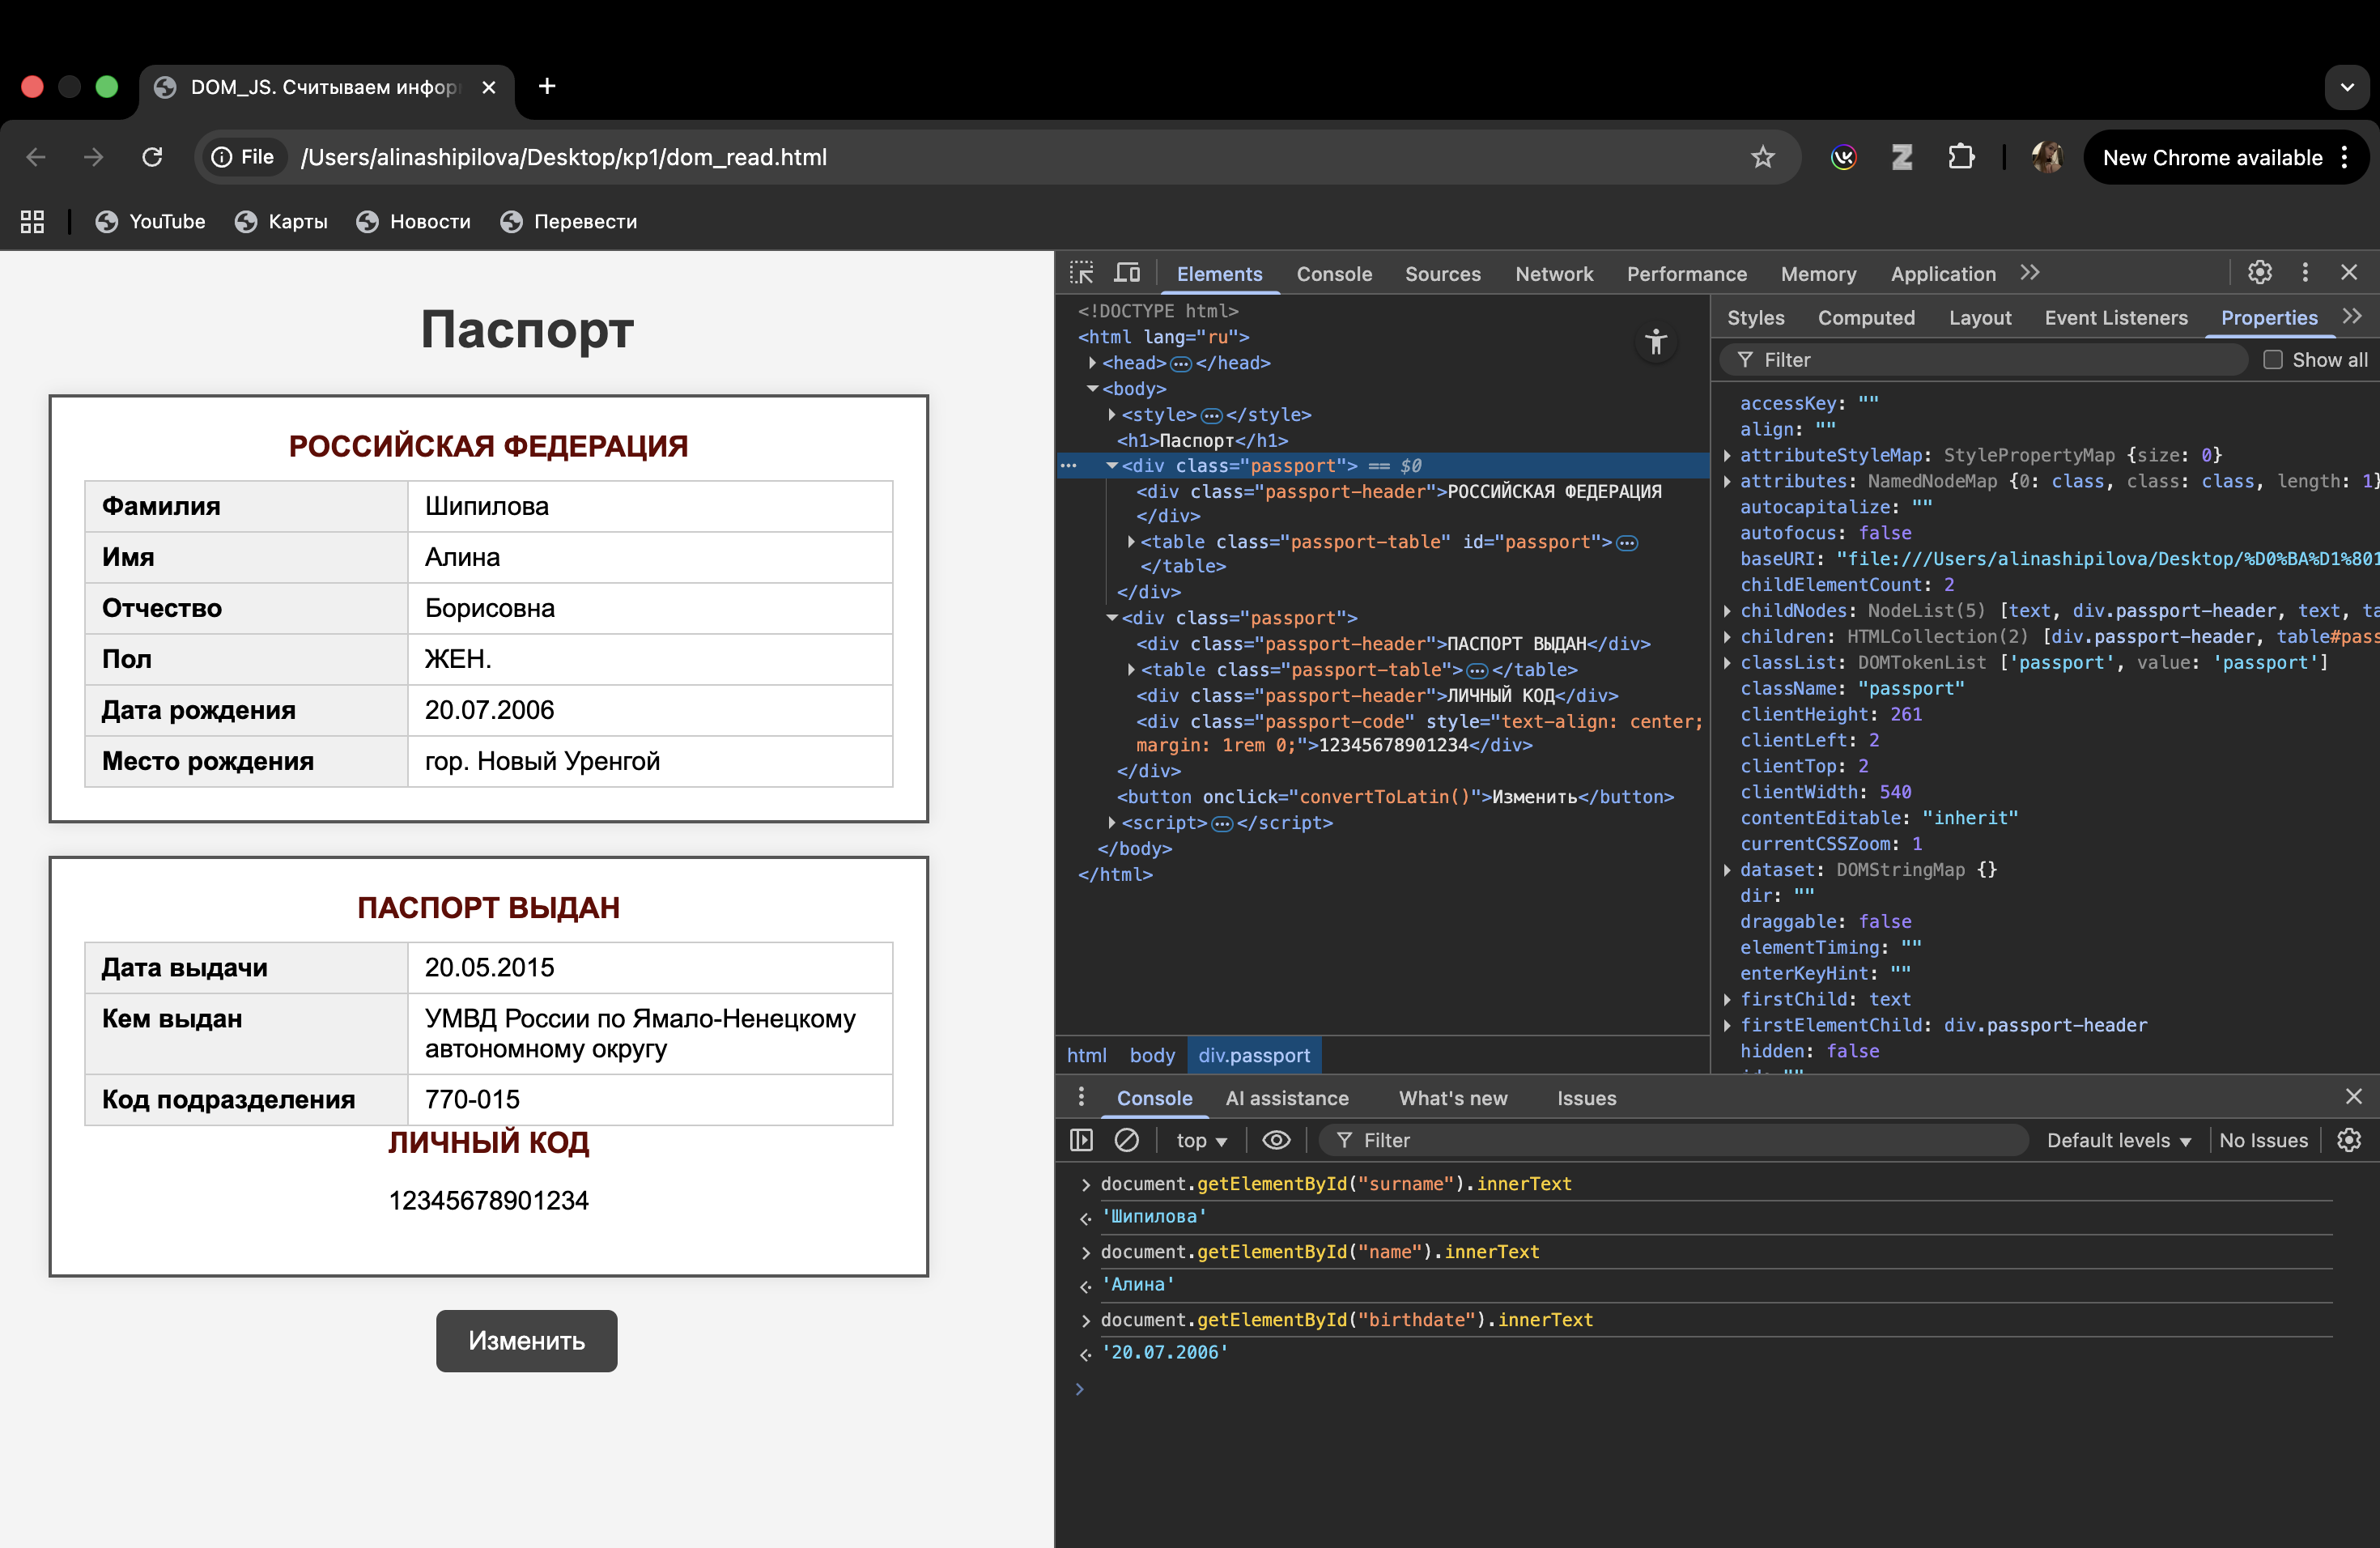 DOM_JS. Считываем инфор
File
/Users/alinashipilova/Desktop/кр1/dom_read.html
New Chrome available
YouTube
Карты
Новости
Перевести
Паспорт
РОССИЙСКАЯ ФЕДЕРАЦИЯ
Фамилия Шипилова
Имя Алина
Отчество Борисовна
Пол ЖЕН.
Дата рождения 20.07.2006
Место рождения гор. Новый Уренгой
ПАСПОРТ ВЫДАН
Дата выдачи 20.05.2015
Кем выдан УМВД России по Ямало-Ненецкому
автономному округу
Код подразделения 770-015
ЛИЧНЫЙ КОД
12345678901234
Изменить
Elements Console Sources Network Performance Memory Application
<!DOCTYPE html>
<html lang="ru">
<head> ••• </head>
<body>
<style> ••• </style>
<h1>Паспорт</h1>
<div class="passport"> == $0
<div class="passport-header">РОССИЙСКАЯ ФЕДЕРАЦИЯ
</div>
<table class="passport-table" id="passport"> •••
</table>
</div>
<div class="passport">
<div class="passport-header">ПАСПОРТ ВЫДАН</div>
<table class="passport-table"> ••• </table>
<div class="passport-header">ЛИЧНЫЙ КОД</div>
<div class="passport-code" style="text-align: center;
margin: 1rem 0;">12345678901234</div>
</div>
<button onclick="convertToLatin()">Изменить</button>
<script> ••• </script>
</body>
</html>
html body div.passport
Styles Computed Layout Event Listeners Properties
Filter
Show all
accessKey: ""
align: ""
attributeStyleMap: StylePropertyMap {size: 0}
attributes: NamedNodeMap {0: class, class: class, length: 1}
autocapitalize: ""
autofocus: false
baseURI: "file:///Users/alinashipilova/Desktop/%D0%BA%D1%801
childElementCount: 2
childNodes: NodeList(5) [text, div.passport-header, text, ta
children: HTMLCollection(2) [div.passport-header, table#pass
classList: DOMTokenList ['passport', value: 'passport']
className: "passport"
clientHeight: 261
clientLeft: 2
clientTop: 2
clientWidth: 540
contentEditable: "inherit"
currentCSSZoom: 1
dataset: DOMStringMap {}
dir: ""
draggable: false
elementTiming: ""
enterKeyHint: ""
firstChild: text
firstElementChild: div.passport-header
hidden: false
Console AI assistance What's new Issues
top
Filter
Default levels
No Issues
document.getElementById("surname").innerText
'Шипилова'
document.getElementById("name").innerText
'Алина'
document.getElementById("birthdate").innerText
'20.07.2006'